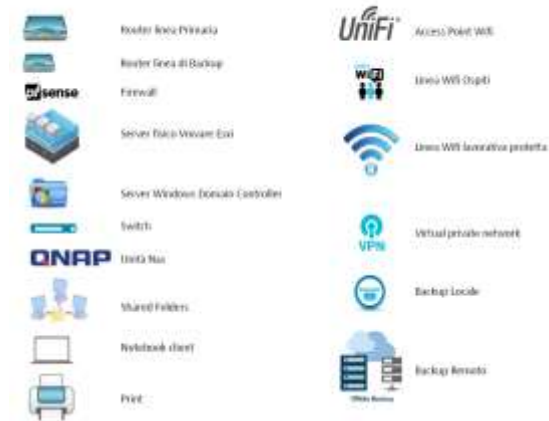 Router linea Primaria
Router linea di Backup
pfsense
Firewall
Server fisico Vmware Esxi
Server Windows Domain Controller
Switch
QNAP
Unità Nas
Shared Folders
Notebook client
Print
UniFi
Access Point Wifi
WiFi
Linea Wifi Ospiti
Linea Wifi lavorativa protetta
VPN
Virtual private network
Backup Locale
Backup Remoto